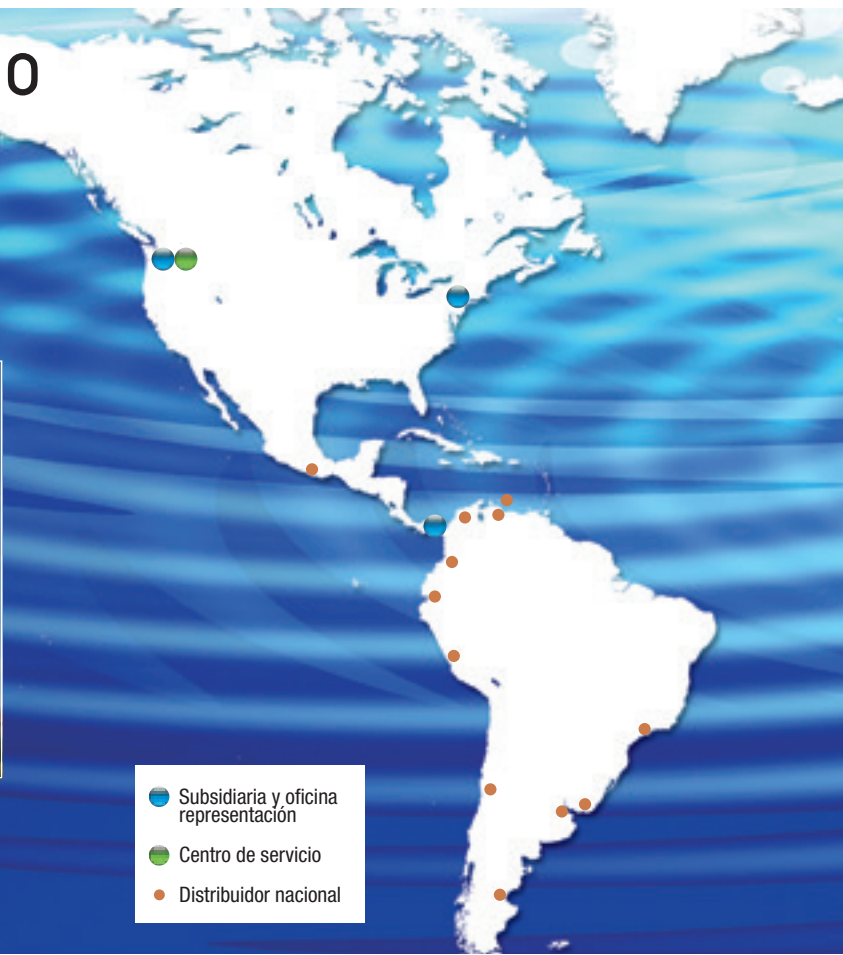 o
Subsidiaria y oficina
representación
Centro de servicio
Distribuidor nacional